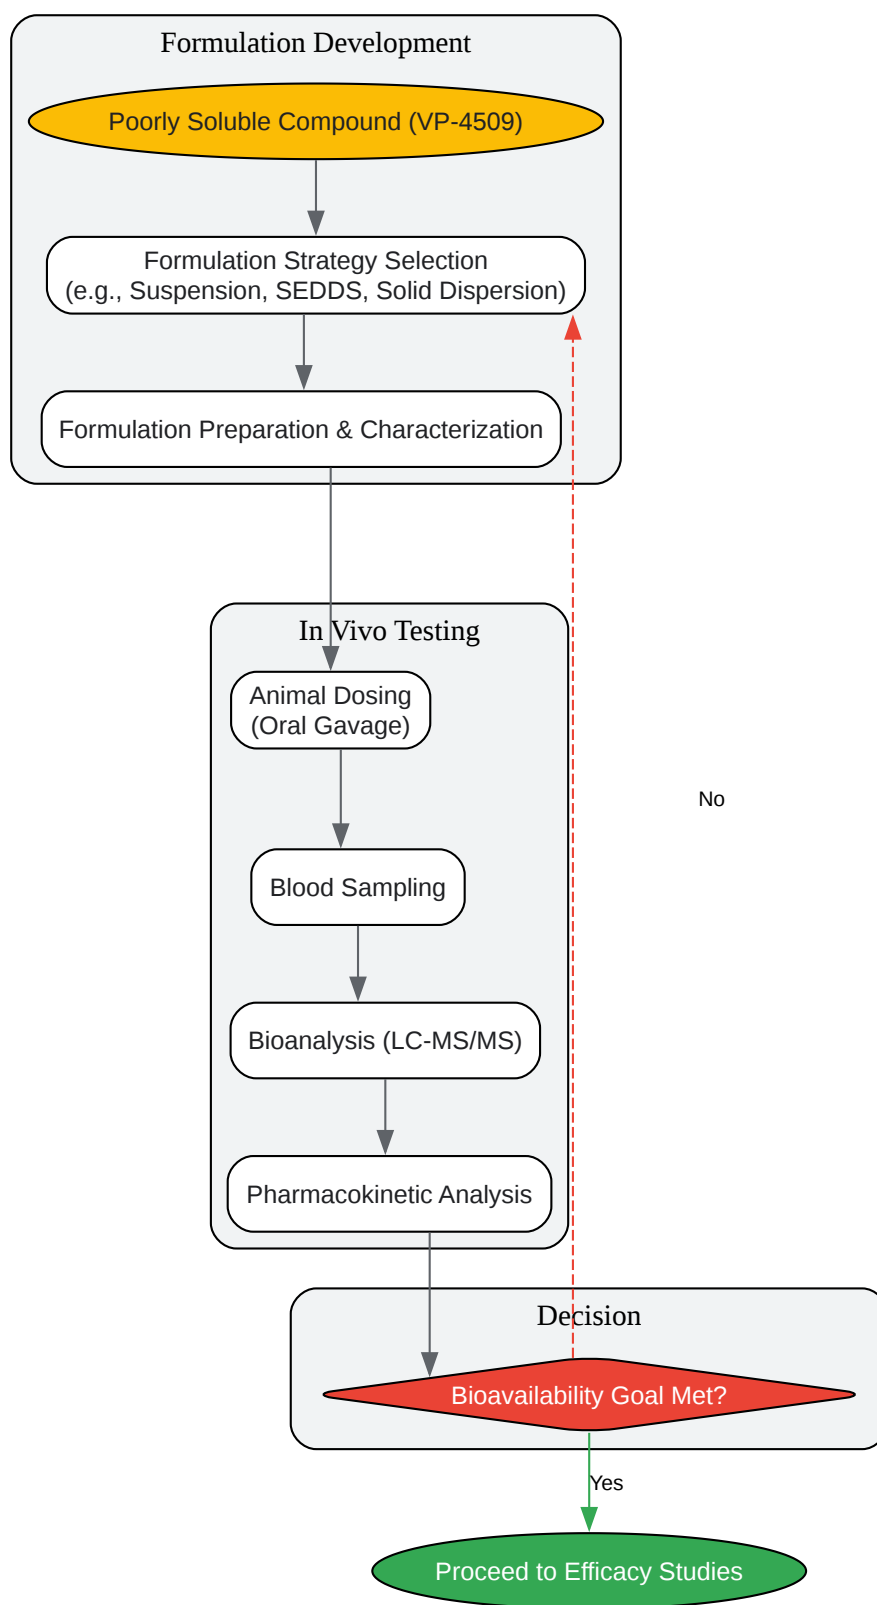 Formulation Development
Poorly Soluble Compound (VP-4509)
Formulation Strategy Selection
(e.g., Suspension, SEDDS, Solid Dispersion)
Formulation Preparation & Characterization
In Vivo Testing
Animal Dosing
(Oral Gavage)
No
Blood Sampling
Bioanalysis (LC-MS/MS)
Pharmacokinetic Analysis
Decision
Bioavailability Goal Met?
Yes
Proceed to Efficacy Studies